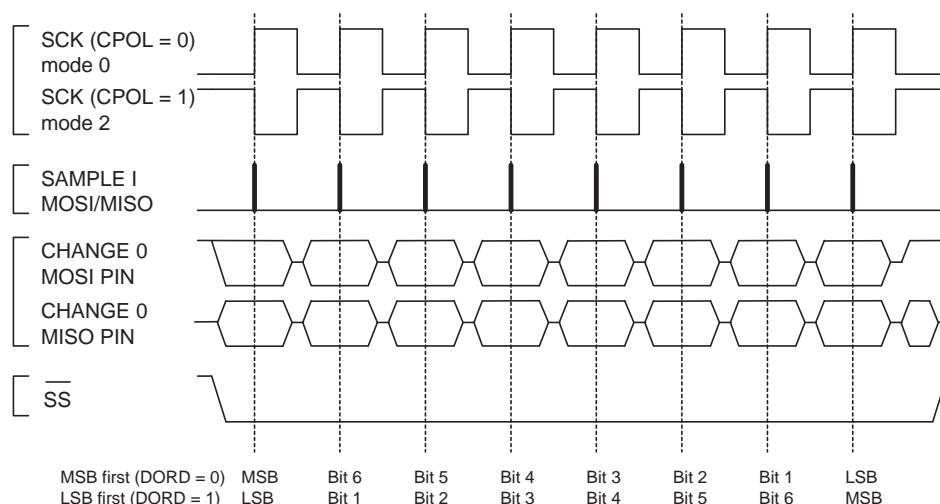 SCK (CPOL = 0)
mode 0
SCK (CPOL = 1)
mode 2
SAMPLE I
MOSI/MISO
CHANGE 0
MOSI PIN
CHANGE 0
MISO PIN
SS
MSB first (DORD = 0) MSB Bit 6 Bit 5 Bit 4 Bit 3 Bit 2 Bit 1 LSB
LSB first (DORD = 1) LSB Bit 1 Bit 2 Bit 3 Bit 4 Bit 5 Bit 6 MSB